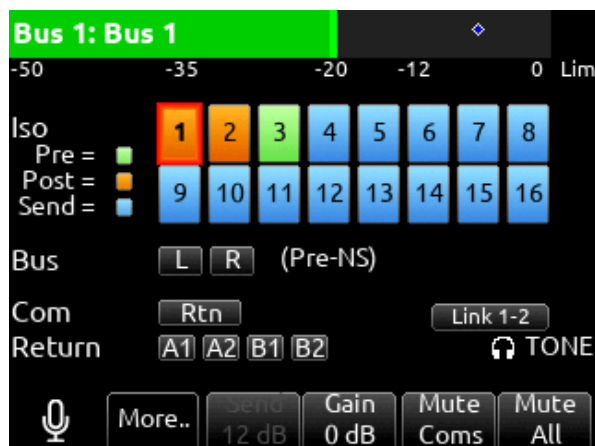 Bus 1: Bus 1
-50 -35 -20 -12 0 Lim
Iso 1 2 3 4 5 6 7 8
Pre =
Post =
Send = 9 10 11 12 13 14 15 16
Bus L R (Pre-NS)
Com Rtn Link 1-2
Return A1 A2 B1 B2 TONE
More.. Send Gain Mute Mute
12 dB 0 dB Coms All